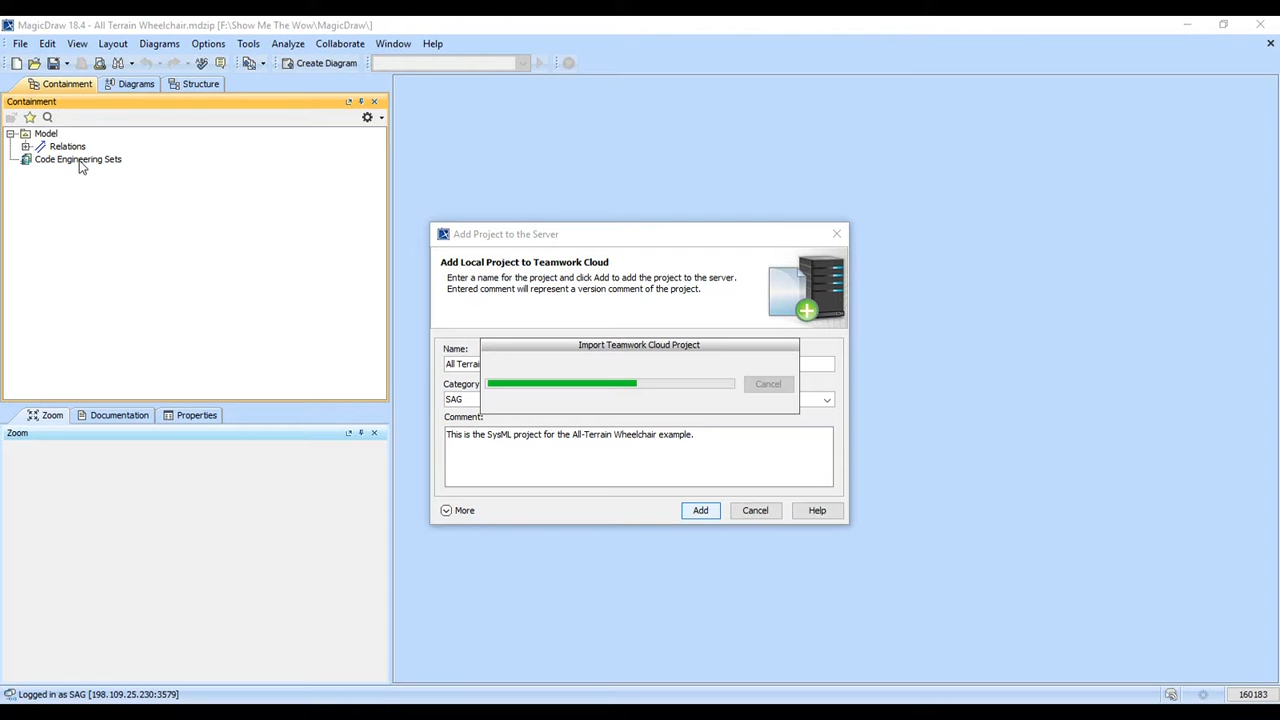 MagicDraw 18.4 - All Terrain Wheelchair.mdzip [F:\Show Me The Wow\MagicDraw\]
File Edit View Layout Diagrams Options Tools Analyze Collaborate Window Help
Create Diagram
Containment Diagrams Structure
Containment
Model
Relations
Code Engineering Sets
Add Project to the Server
Add Local Project to Teamwork Cloud
Enter a name for the project and click Add to add the project to the server.
Entered comment will represent a version comment of the project.
Name:
Import Teamwork Cloud Project
All Terrai
Category
Cancel
SAG
Comment:
This is the SysML project for the All-Terrain Wheelchair example.
More Add Cancel Help
Zoom Documentation Properties
Zoom
Logged in as SAG [198.109.25.230:3579]
160183